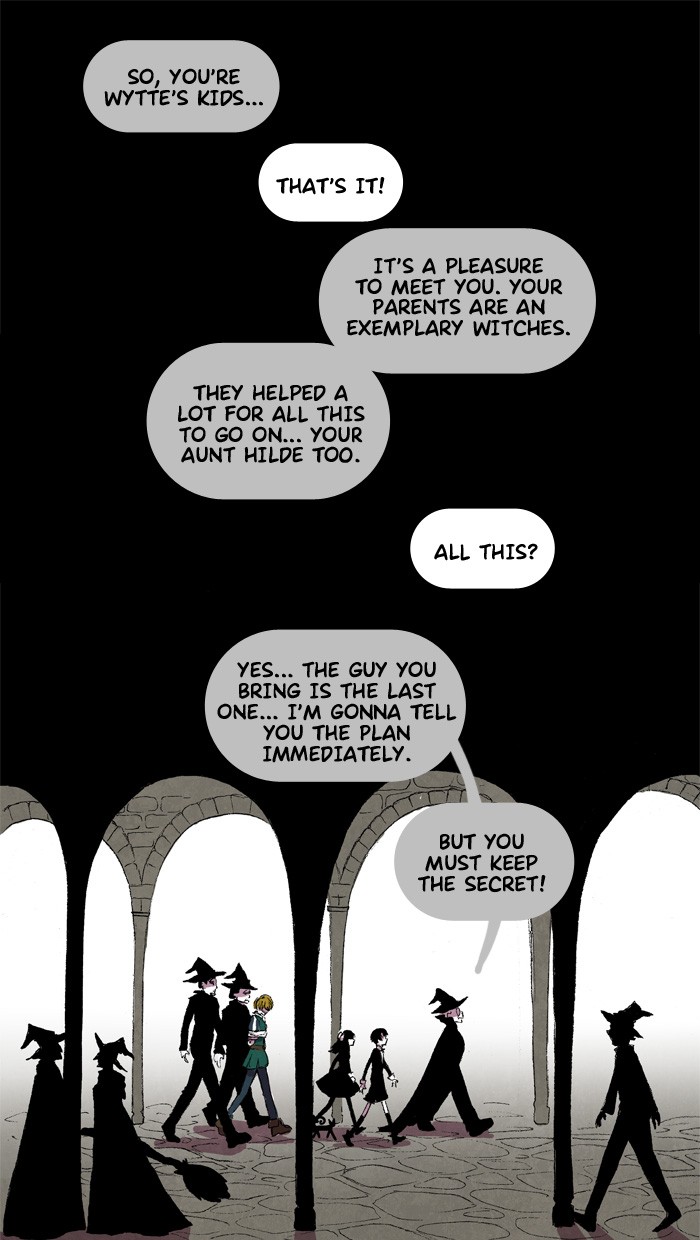 SO, YOU'RE
WYTTE'S KIDS...
THAT'S IT!
IT'S A PLEASURE
TO MEET YOU. YOUR
PARENTS ARE AN
EXEMPLARY WITCHES.
THEY HELPED A
LOT FOR ALL THIS
TO GO ON... YOUR
AUNT HILDE TOO.
ALL THIS?
YES... THE GUY YOU
BRING IS THE LAST
ONE... I'M GONNA TELL
YOU THE PLAN
IMMEDIATELY.
BUT YOU
MUST KEEP
THE SECRET!